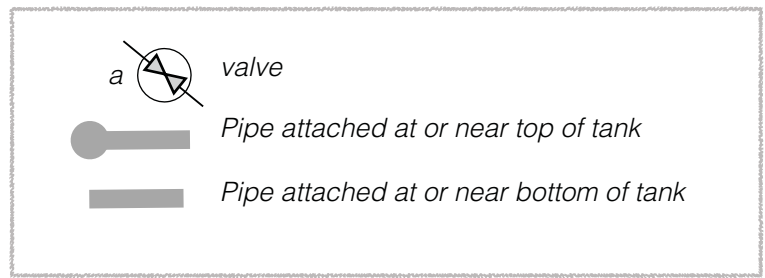 a valve
Pipe attached at or near top of tank
Pipe attached at or near bottom of tank